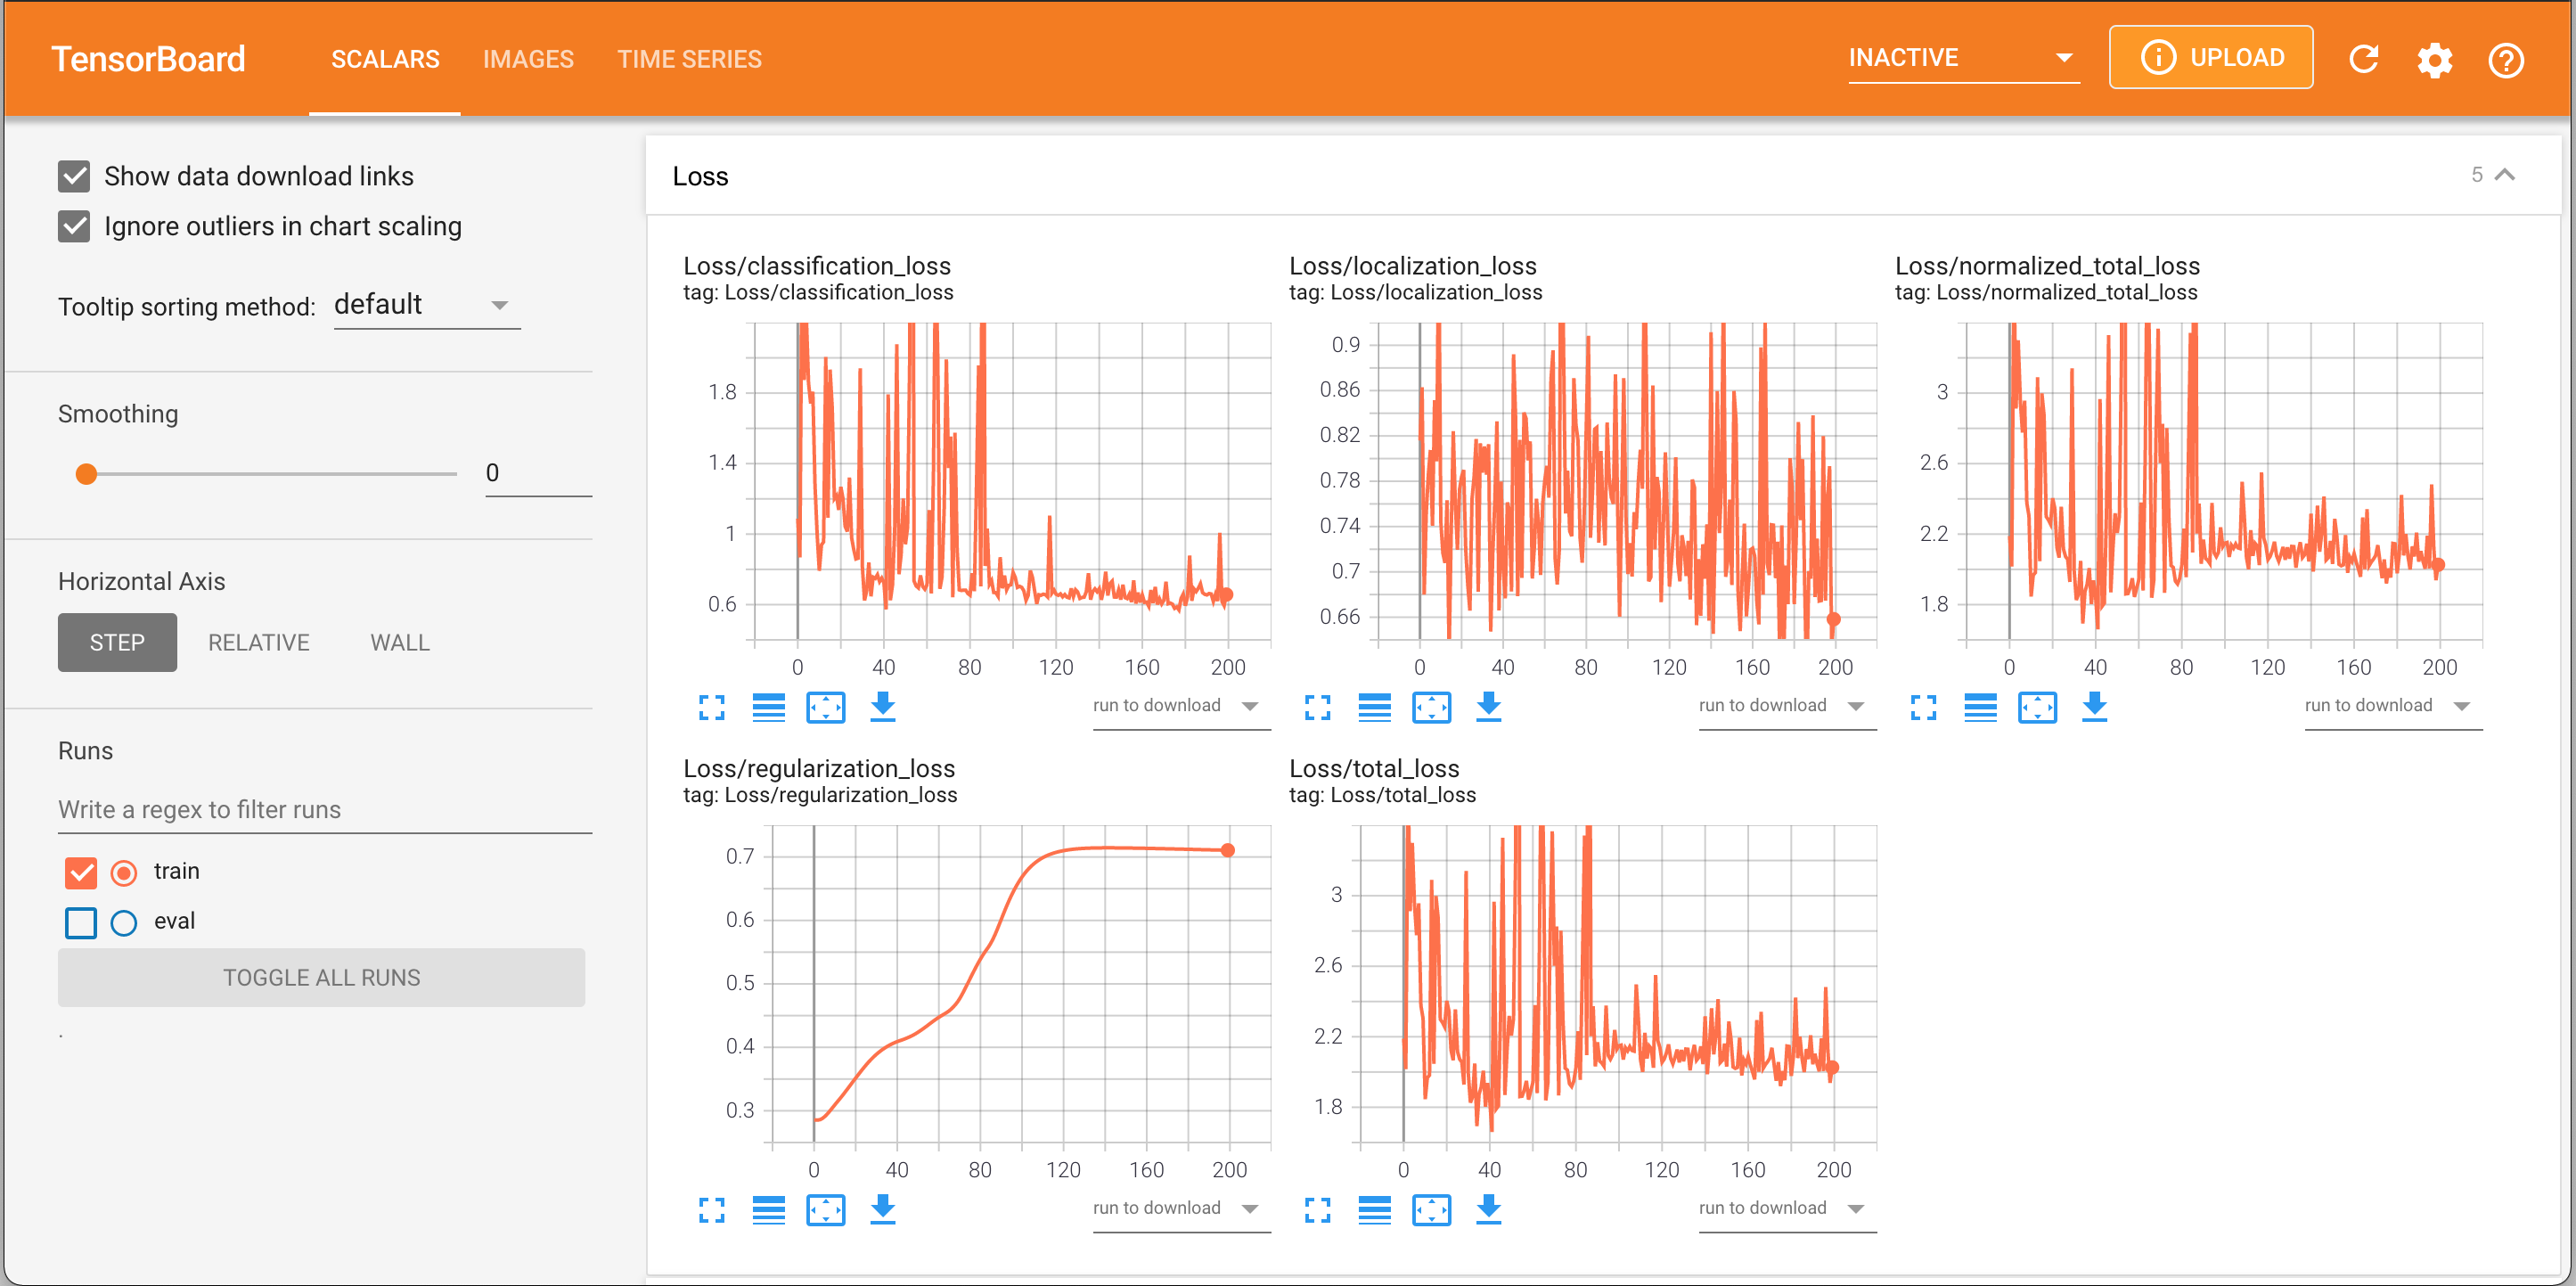 TensorBoard SCALARS IMAGES TIME SERIES INACTIVE UPLOAD
Show data download links
Ignore outliers in chart scaling
Tooltip sorting method: default
Smoothing
0
Horizontal Axis
STEP RELATIVE WALL
Runs
Write a regex to filter runs
train
eval
TOGGLE ALL RUNS
.
Loss 5
Loss/classification_loss
tag: Loss/classification_loss
1.8
1.4
1
0.6
0 40 80 120 160 200
run to download
Loss/localization_loss
tag: Loss/localization_loss
0.9
0.86
0.82
0.78
0.74
0.7
0.66
0 40 80 120 160 200
run to download
Loss/normalized_total_loss
tag: Loss/normalized_total_loss
3
2.6
2.2
1.8
0 40 80 120 160 200
run to download
Loss/regularization_loss
tag: Loss/regularization_loss
0.7
0.6
0.5
0.4
0.3
0 40 80 120 160 200
run to download
Loss/total_loss
tag: Loss/total_loss
3
2.6
2.2
1.8
0 40 80 120 160 200
run to download